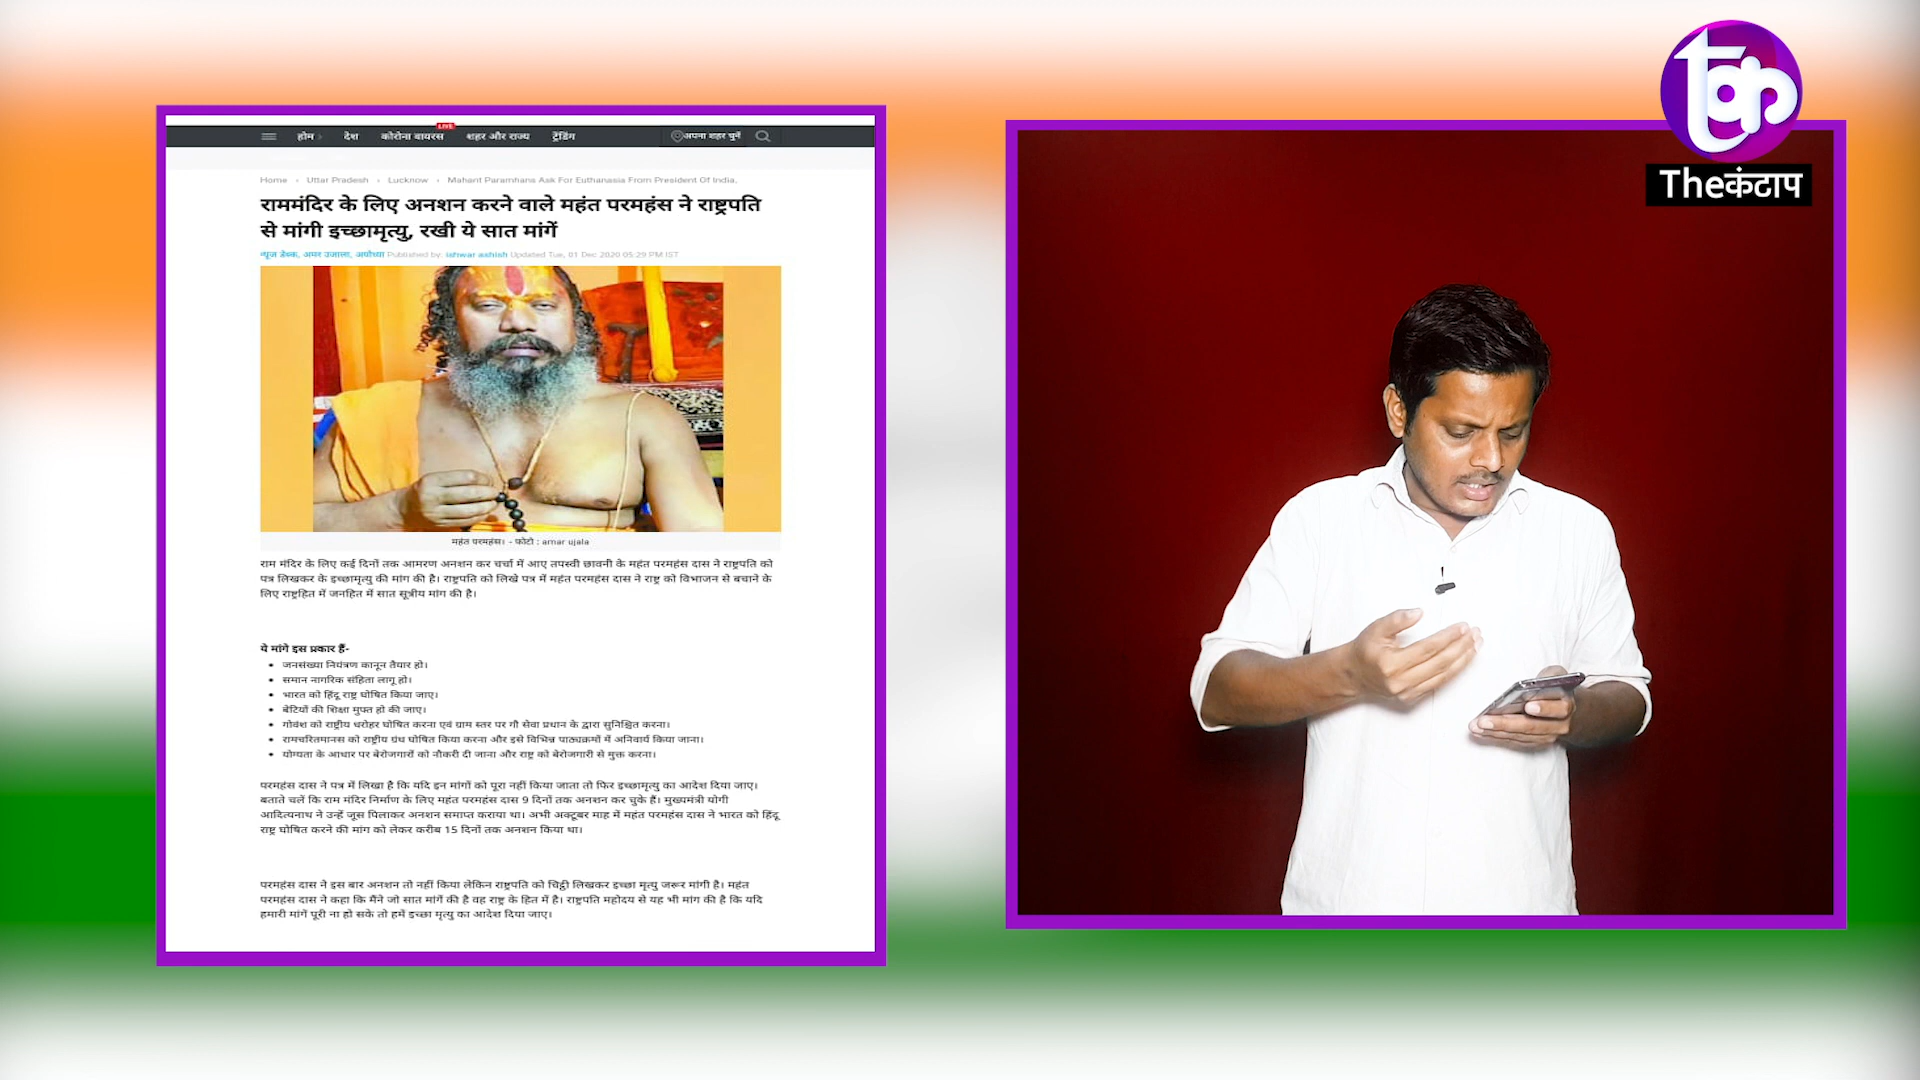 Theकंटाप
LIVE
होम
देश
कोरोना वायरस
शहर और राज्य
ट्रेंडिंग
अपना शहर चुनें
Home › Uttar Pradesh › Lucknow › Mahant Paramhans Ask For Euthanasia From President Of India,
राममंदिर के लिए अनशन करने वाले महंत परमहंस ने राष्ट्रपति
से मांगी इच्छामृत्यु, रखी ये सात मांगें
न्यूज डेस्क, अमर उजाला, अयोध्या Published by: ishwar ashish Updated Tue, 01 Dec 2020 05:29 PM IST
महंत परमहंस। - फोटो : amar ujala
राम मंदिर के लिए कई दिनों तक आमरण अनशन कर चर्चा में आए तपस्वी छावनी के महंत परमहंस दास ने राष्ट्रपति को
पत्र लिखकर के इच्छामृत्यु की मांग की है। राष्ट्रपति को लिखे पत्र में महंत परमहंस दास ने राष्ट्र को विभाजन से बचाने के
लिए राष्ट्रहित में जनहित में सात सूत्रीय मांग की है।
ये मांगे इस प्रकार हैं-
• जनसंख्या नियंत्रण कानून तैयार हो।
• समान नागरिक संहिता लागू हो।
• भारत को हिंदू राष्ट्र घोषित किया जाए।
• बेटियों की शिक्षा मुफ्त हो की जाए।
• गोवंश को राष्ट्रीय धरोहर घोषित करना एवं ग्राम स्तर पर गौ सेवा प्रधान के द्वारा सुनिश्चित करना।
• रामचरितमानस को राष्ट्रीय ग्रंथ घोषित किया करना और इसे विभिन्न पाठ्यक्रमों में अनिवार्य किया जाना।
• योग्यता के आधार पर बेरोजगारों को नौकरी दी जाना और राष्ट्र को बेरोजगारी से मुक्त करना।
परमहंस दास ने पत्र में लिखा है कि यदि इन मांगों को पूरा नहीं किया जाता तो फिर इच्छामृत्यु का आदेश दिया जाए।
बताते चलें कि राम मंदिर निर्माण के लिए महंत परमहंस दास 9 दिनों तक अनशन कर चुके हैं। मुख्यमंत्री योगी
आदित्यनाथ ने उन्हें जूस पिलाकर अनशन समाप्त कराया था। अभी अक्टूबर माह में महंत परमहंस दास ने भारत को हिंदू
राष्ट्र घोषित करने की मांग को लेकर करीब 15 दिनों तक अनशन किया था।
परमहंस दास ने इस बार अनशन तो नहीं किया लेकिन राष्ट्रपति को चिट्ठी लिखकर इच्छा मृत्यु जरूर मांगी है। महंत
परमहंस दास ने कहा कि मैंने जो सात मांगें की है वह राष्ट्र के हित में है। राष्ट्रपति महोदय से यह भी मांग की है कि यदि
हमारी मांगें पूरी ना हो सके तो हमें इच्छा मृत्यु का आदेश दिया जाए।